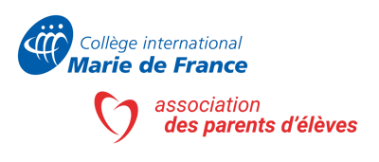 Collège international
Marie de France
association
des parents d'élèves